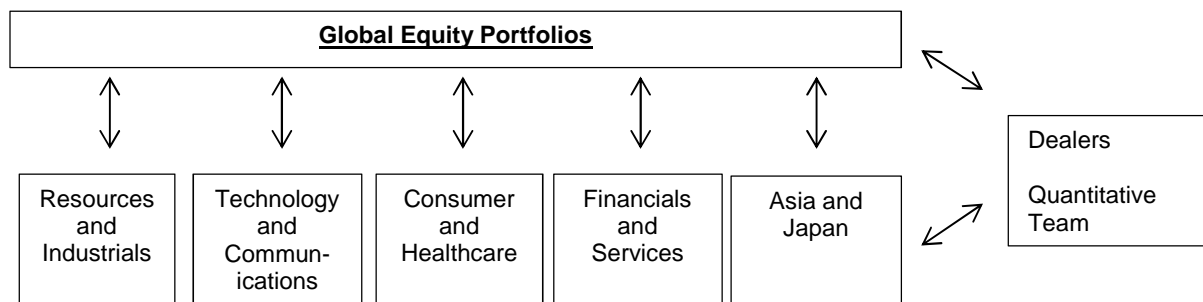 Global Equity Portfolios
Resources
and
Industrials
Technology
and
Commun-
ications
Consumer
and
Healthcare
Financials
and
Services
Asia and
Japan
Dealers
Quantitative
Team